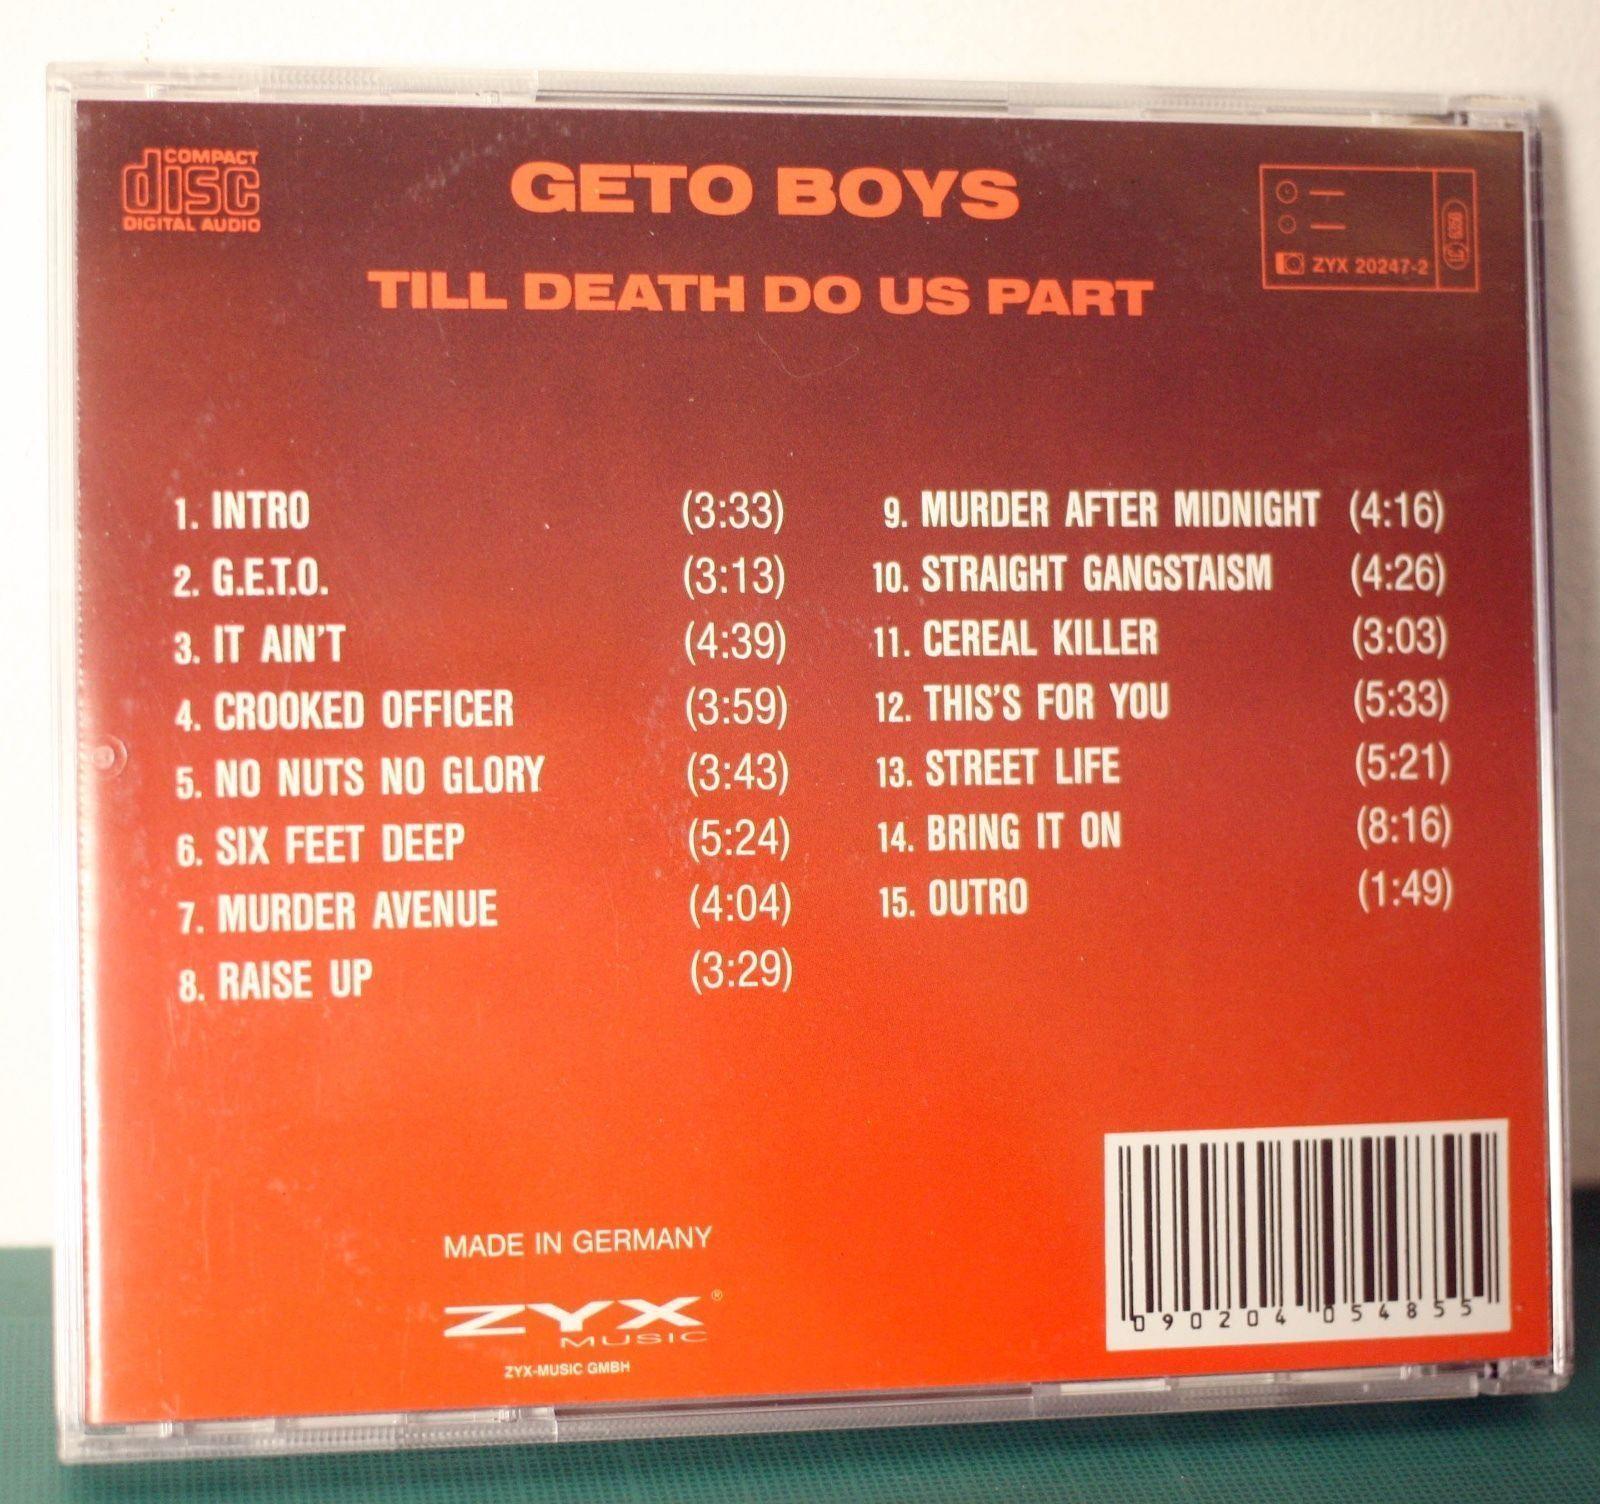 COMPACT
disc
DIGITAL AUDIO
GETO BOYS
TILL DEATH DO US PART
ZYX 20247-2
1. INTRO (3:33)
2. G.E.T.O. (3:13)
3. IT AIN'T (4:39)
4. CROOKED OFFICER (3:59)
5. NO NUTS NO GLORY (3:43)
6. SIX FEET DEEP (5:24)
7. MURDER AVENUE (4:04)
8. RAISE UP (3:29)
9. MURDER AFTER MIDNIGHT (4:16)
10. STRAIGHT GANGSTAISM (4:26)
11. CEREAL KILLER (3:03)
12. THIS'S FOR YOU (5:33)
13. STREET LIFE (5:21)
14. BRING IT ON (8:16)
15. OUTRO (1:49)
MADE IN GERMANY
ZYX®
MUSIC
ZYX-MUSIC GMBH
090204 054855